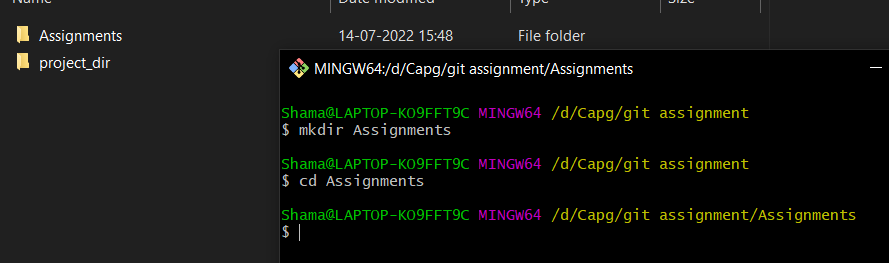 Name Date modified Type Size
Assignments 14-07-2022 15:48 File folder
project_dir
MINGW64:/d/Capg/git assignment/Assignments
Shama@LAPTOP-KO9FFT9C MINGW64 /d/Capg/git assignment
$ mkdir Assignments
Shama@LAPTOP-KO9FFT9C MINGW64 /d/Capg/git assignment
$ cd Assignments
Shama@LAPTOP-KO9FFT9C MINGW64 /d/Capg/git assignment/Assignments
$